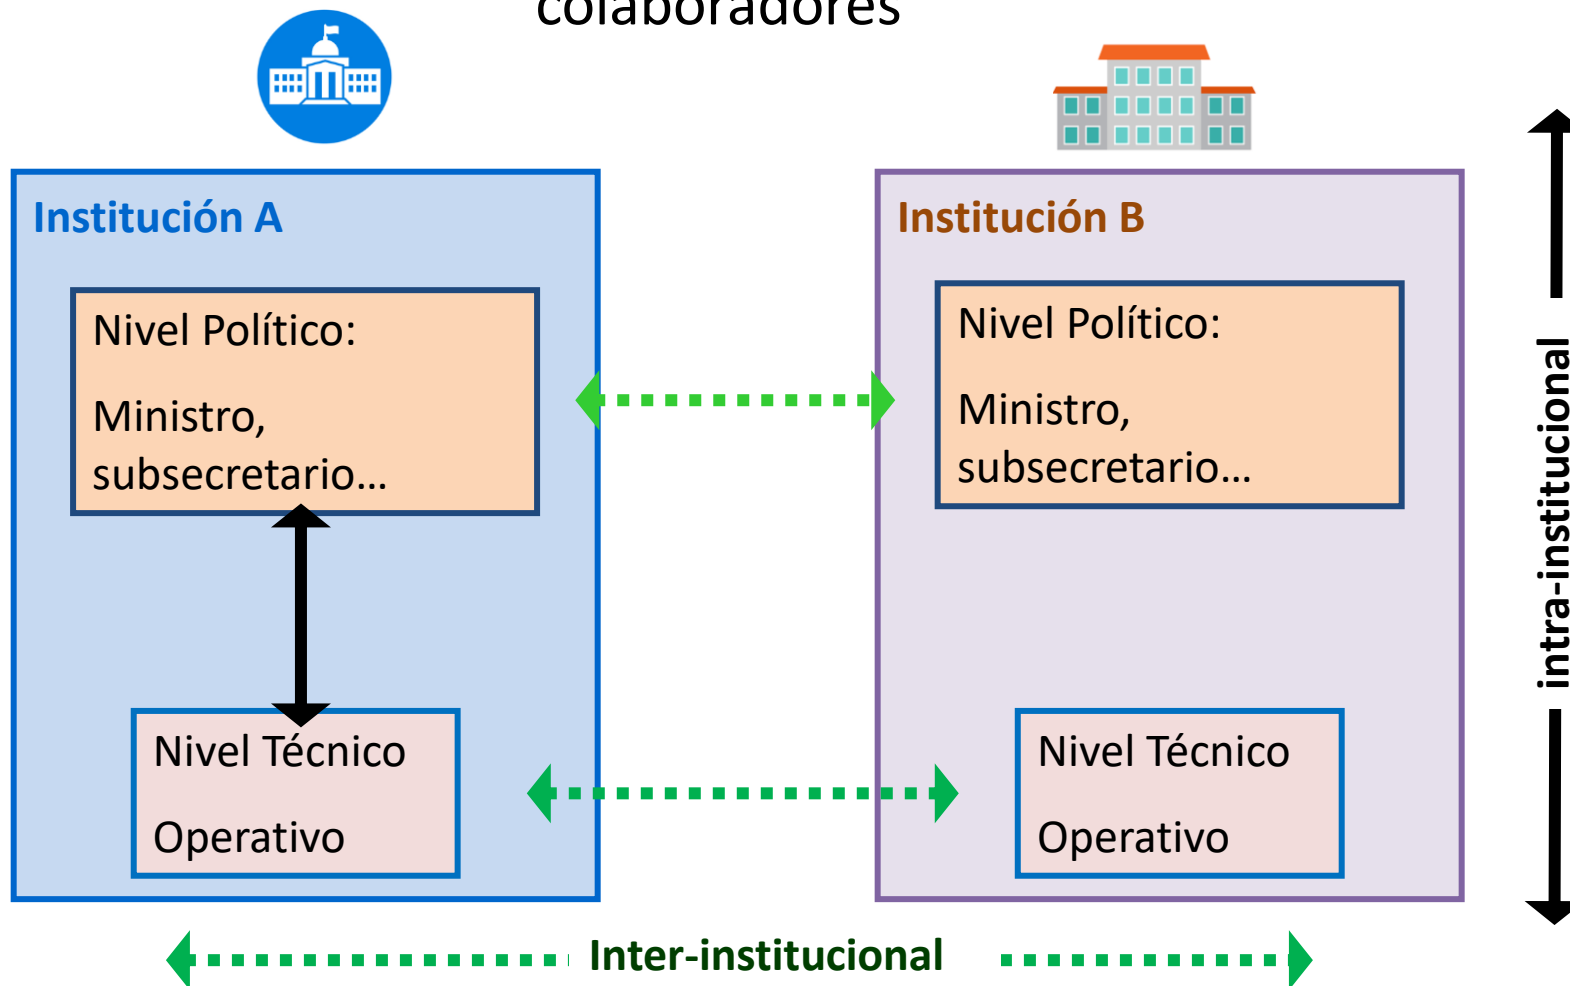 colaboradores
Institución A
Nivel Político:
Ministro,
subsecretario...
Nivel Técnico
Operativo
Institución B
Nivel Político:
Ministro,
subsecretario...
Nivel Técnico
Operativo
intra-institucional
Inter-institucional